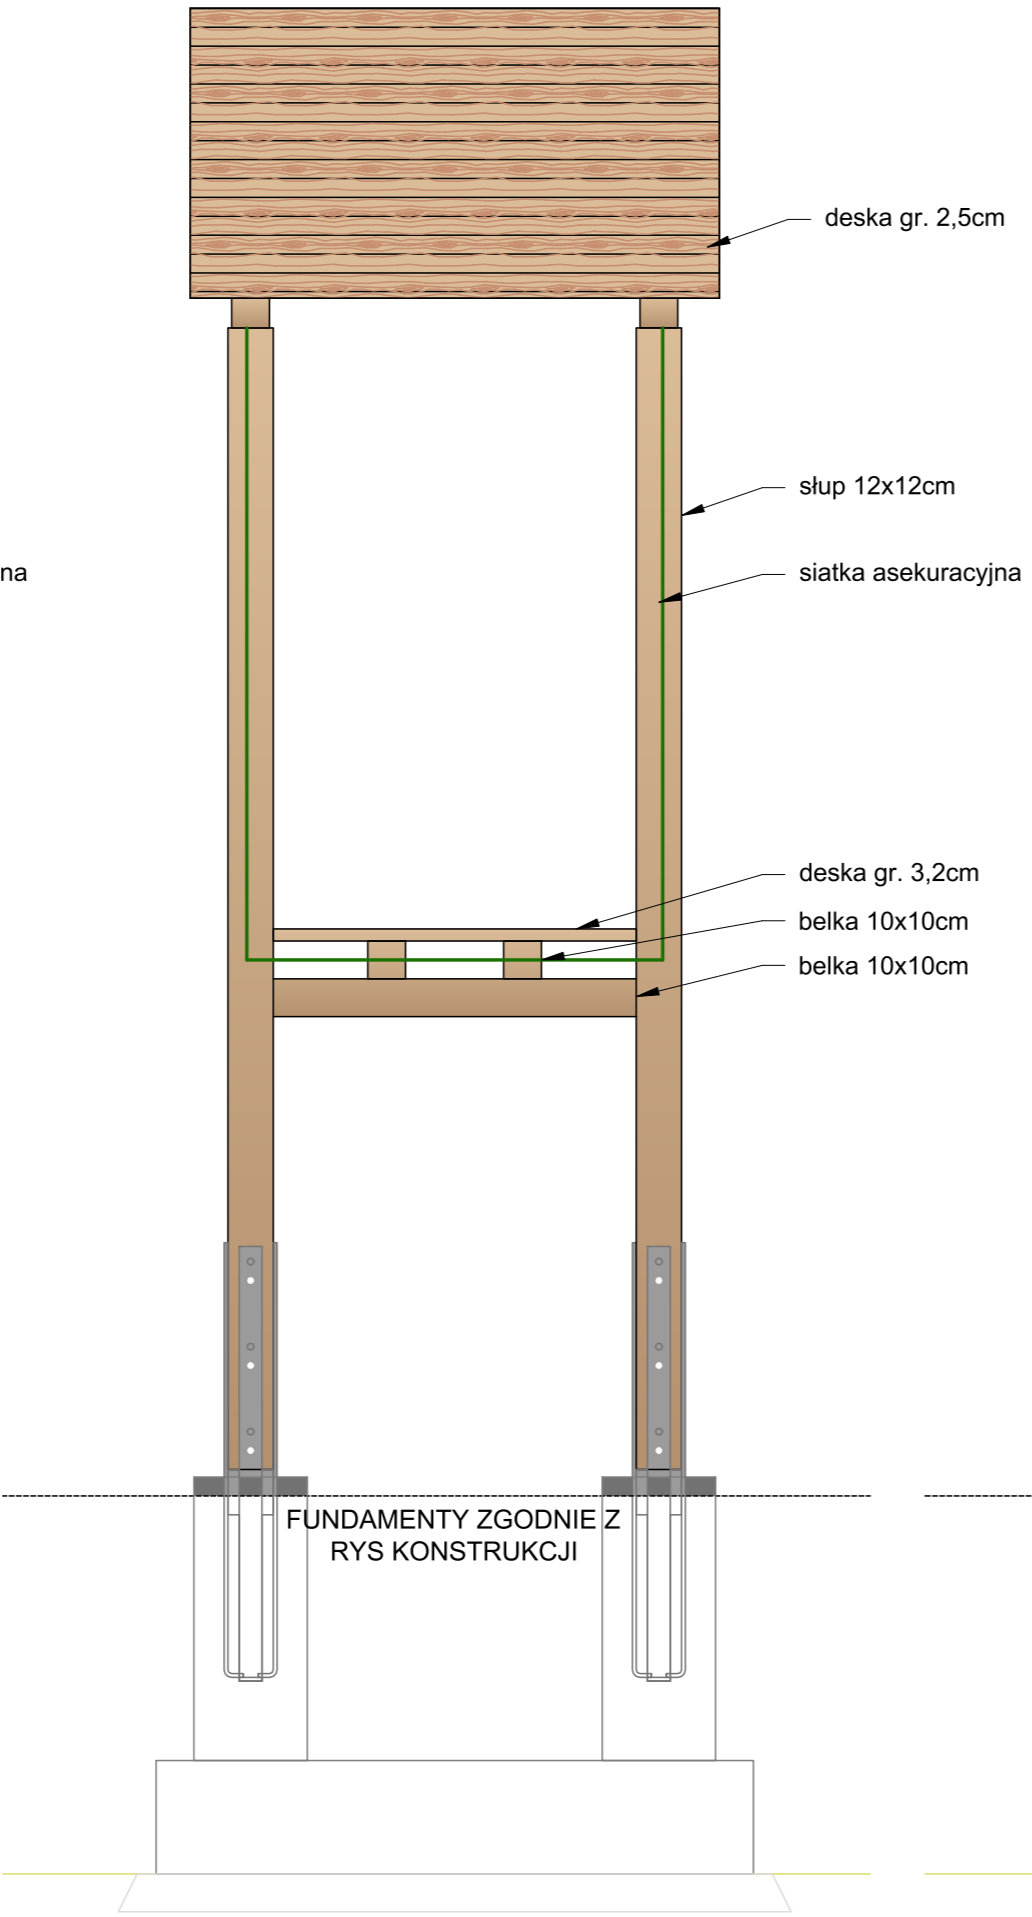 deska gr. 2,5cm
słup 12x12cm
na
siatka asekuracyjna
deska gr. 3,2cm
belka 10x10cm
belka 10x10cm
FUNDAMENTY ZGODNIE Z
RYS KONSTRUKCJI